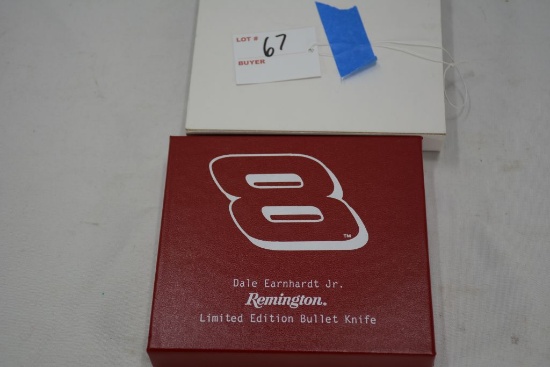 LOT # 67
BUYER
8
TM
Dale Earnhardt Jr.
Remington®
Limited Edition Bullet Knife